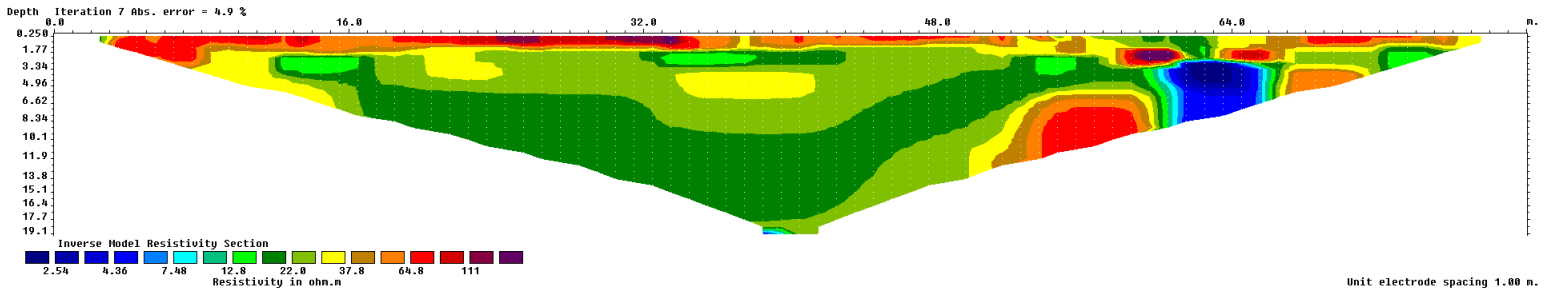 Depth Iteration 7 Abs. error = 4.9 %
0.0 16.0 32.0 48.0 64.0 m.
0.250
1.77
3.34
4.96
6.62
8.34
10.1
11.9
13.8
15.1
16.4
17.7
19.1
Inverse Model Resistivity Section
2.54 4.36 7.48 12.8 22.0 37.8 64.8 111
Resistivity in ohm.m
Unit electrode spacing 1.00 m.